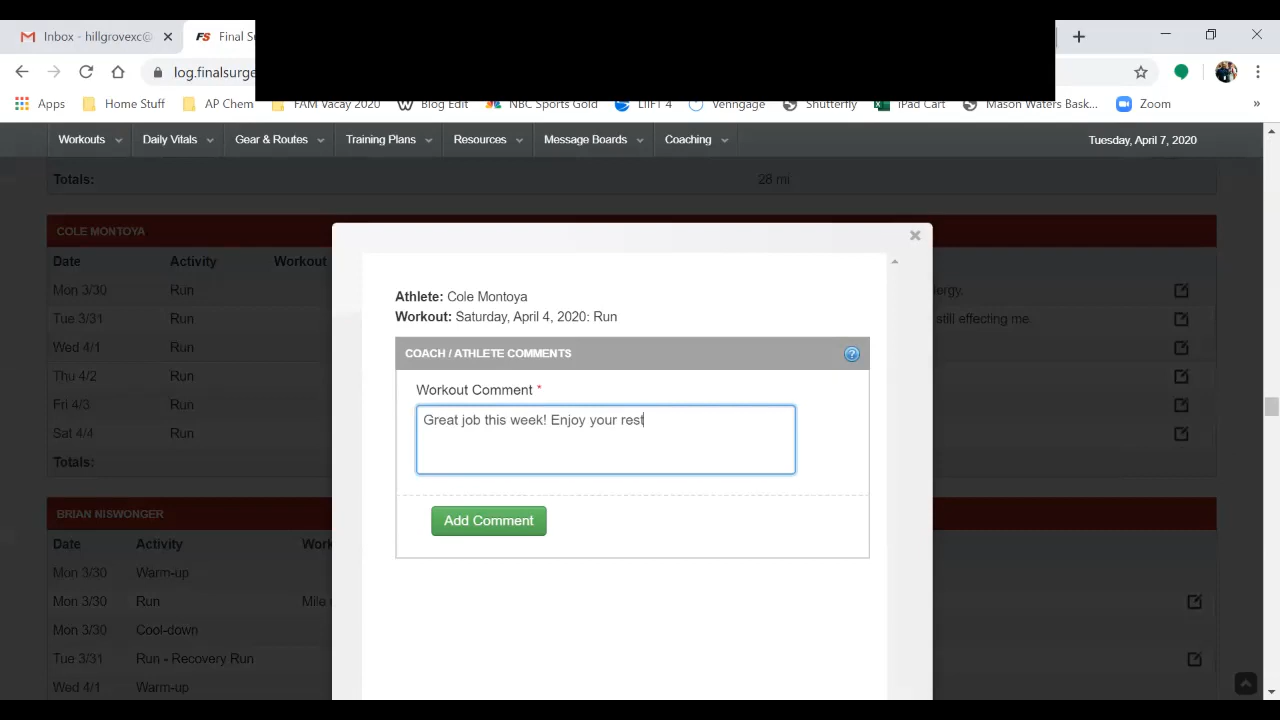 Inbox - hillgrovexc@
FS Final S
log.finalsurge
Apps Home Stuff AP Chem FAM Vacay 2020 Blog Edit NBC Sports Gold LIIFT 4 Venngage Shutterfly iPad Cart Mason Waters Bask... Zoom »
Workouts Daily Vitals Gear & Routes Training Plans Resources Message Boards Coaching Tuesday, April 7, 2020
Totals: 28 mi
COLE MONTOYA
Date Activity Workout
Mon 3/30 Run ergy.
Tue 3/31 Run still effecting me.
Wed 4/1 Run
Thu 4/2 Run
Fri 4/3 Run
Sat 4/4 Run
Totals:
Athlete: Cole Montoya
Workout: Saturday, April 4, 2020: Run
COACH / ATHLETE COMMENTS
Workout Comment *
Great job this week! Enjoy your rest
Add Comment
BRIAN NISWONGER
Date Activity Work
Mon 3/30 Warm-up
Mon 3/30 Run Mile
Mon 3/30 Cool-down
Tue 3/31 Run - Recovery Run
Wed 4/1 Warm-up